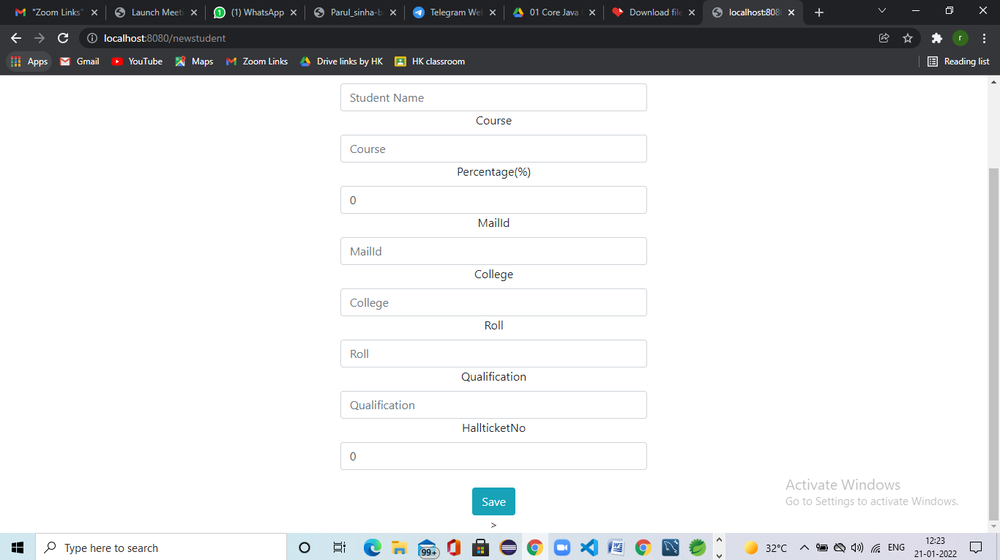 "Zoom Links"
Launch Meeti
(1) WhatsApp
Parul_sinha-b
Telegram We
01 Core Java
Download file
localhost:808
localhost:8080/newstudent
r
Apps
Gmail
YouTube
Maps
Zoom Links
Drive links by HK
HK classroom
Reading list
Student Name
Course
Course
Percentage(%)
0
MailId
MailId
College
College
Roll
Roll
Qualification
Qualification
HallticketNo
0
Save
>
Activate Windows
Go to Settings to activate Windows.
Type here to search
99+
32°C
ENG
12:23
21-01-2022